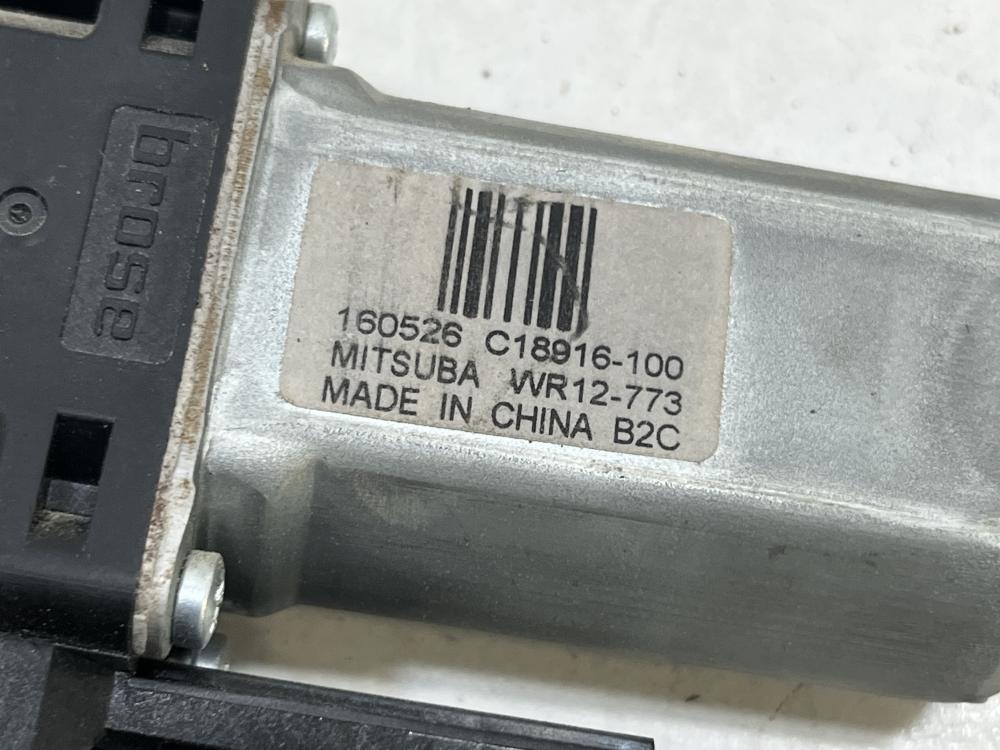 brose
160526 C18916-100
MITSUBA WR12-773
MADE IN CHINA B2C